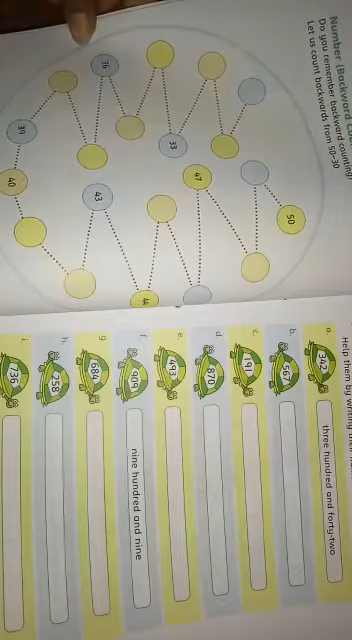 Number (Backward
Do you remember backward counting?
Let us count backwards from 50-30
50
47
44
43
40
39
36
33
Help them by writing their
a. 342 three hundred and forty-two
b. 567
c. 191
d. 870
e. 493
f. 909 nine hundred and nine
g. 684
h. 258
i. 736